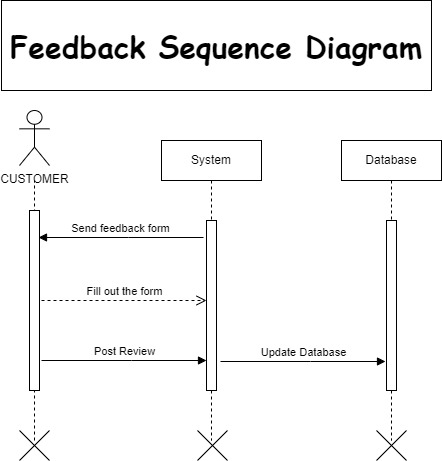 Feedback Sequence Diagram
CUSTOMER
System
Database
Send feedback form
Fill out the form
Post Review
Update Database